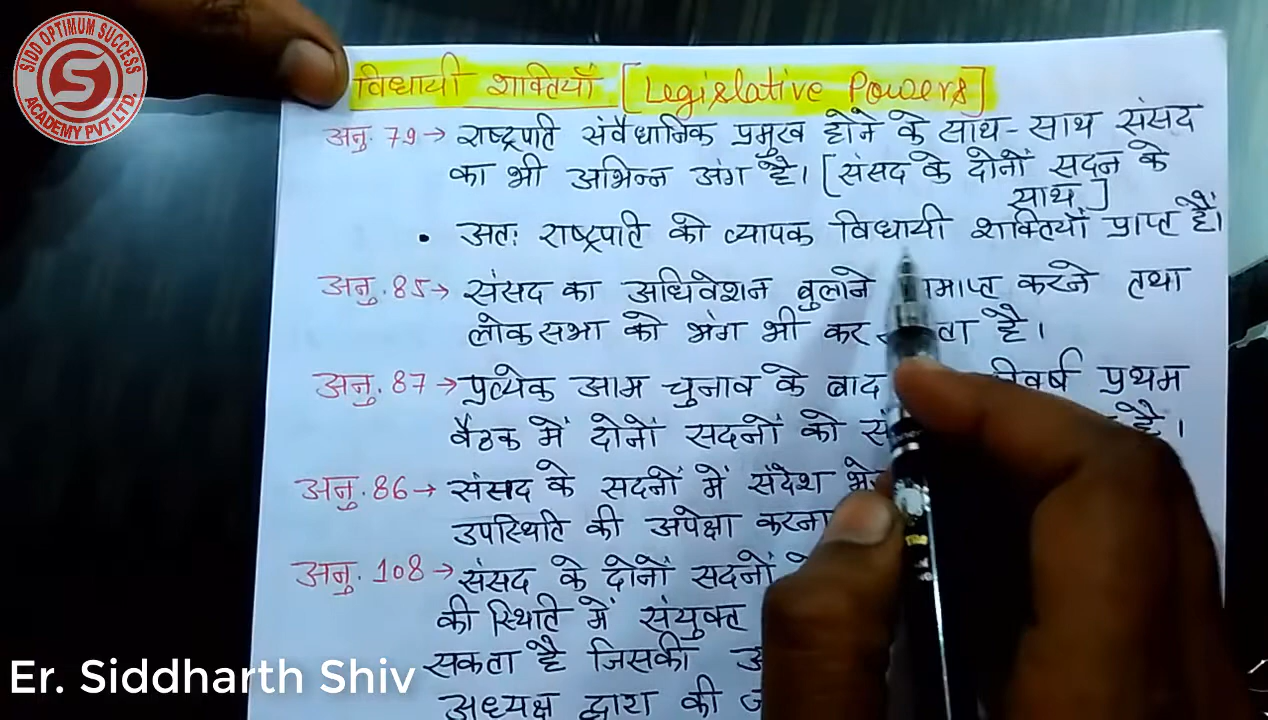 SIDD OPTIMUM SUCCESS
ACADEMY PVT. LTD.
विधायी शक्तियाँ [Legislative Powers]
अनु. 79 → राष्ट्रपति संवैधानिक प्रमुख होने के साथ-साथ संसद
का भी अभिन्न अंग है। [संसद के दोनों सदन के
साथ]
• अतः राष्ट्रपति को व्यापक विधायी शक्तियाँ प्राप्त हैं।
अनु. 85 → संसद का अधिवेशन बुलाने करने तथा
लोकसभा को भंग भी कर है।
अनु. 87 → प्रत्येक आम चुनाव के बाद प्रथम
बैठक में दोनों सदनों को है।
अनु. 86 → संसद के सदनों में संदेश
उपस्थिति की अपेक्षा करना
अनु. 108 → संसद के दोनों सदनों
की स्थिति में संयुक्त
सकता है जिसकी
अध्यक्ष द्वारा की
Er. Siddharth Shiv